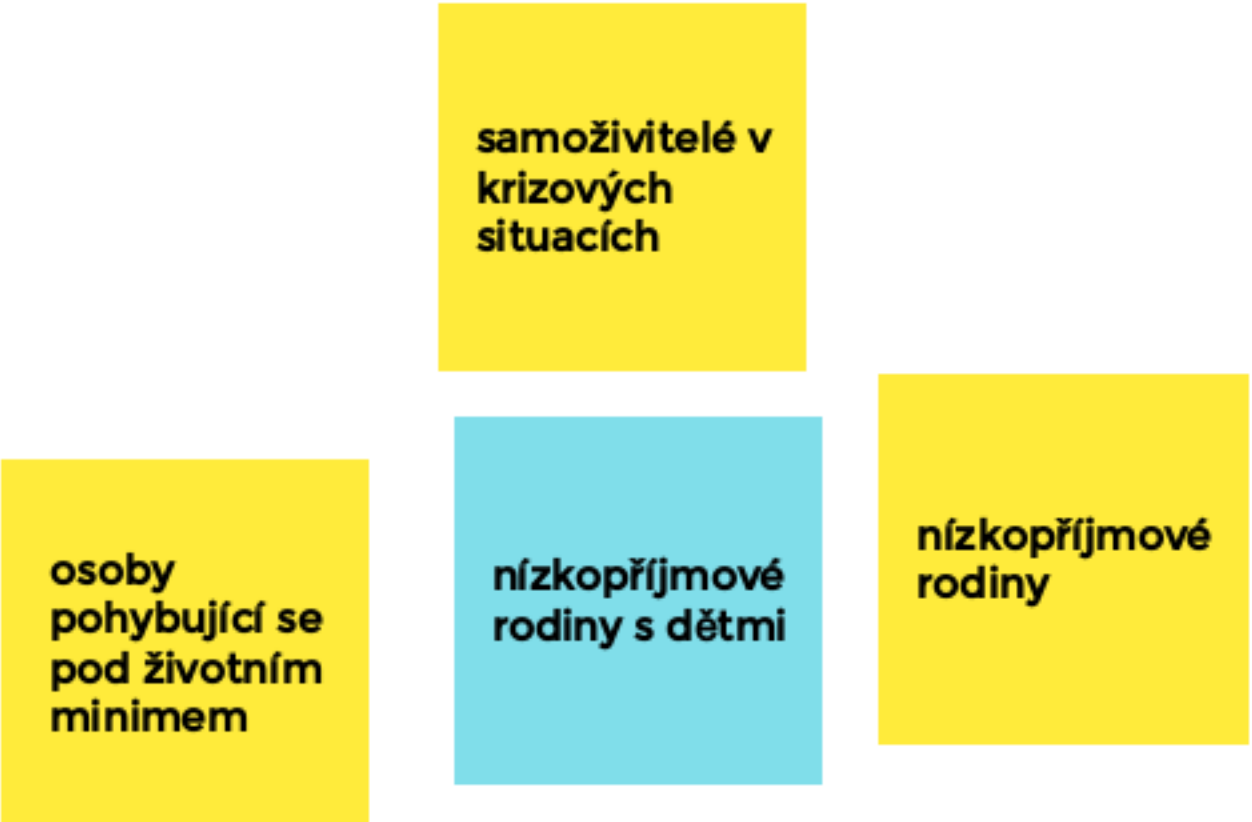 samoživitelé v
krizových
situacích
osoby
pohybující se
pod životním
minimem
nízkopříjmové
rodiny s dětmi
nízkopříjmové
rodiny